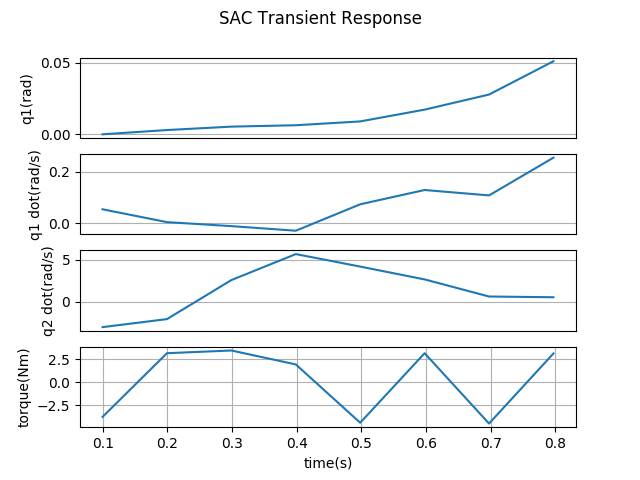 SAC Transient Response
0.05
0.00
q1(rad)
0.2
0.0
q1 dot(rad/s)
5
0
q2 dot(rad/s)
2.5
0.0
−2.5
torque(Nm)
0.1 0.2 0.3 0.4 0.5 0.6 0.7 0.8
time(s)